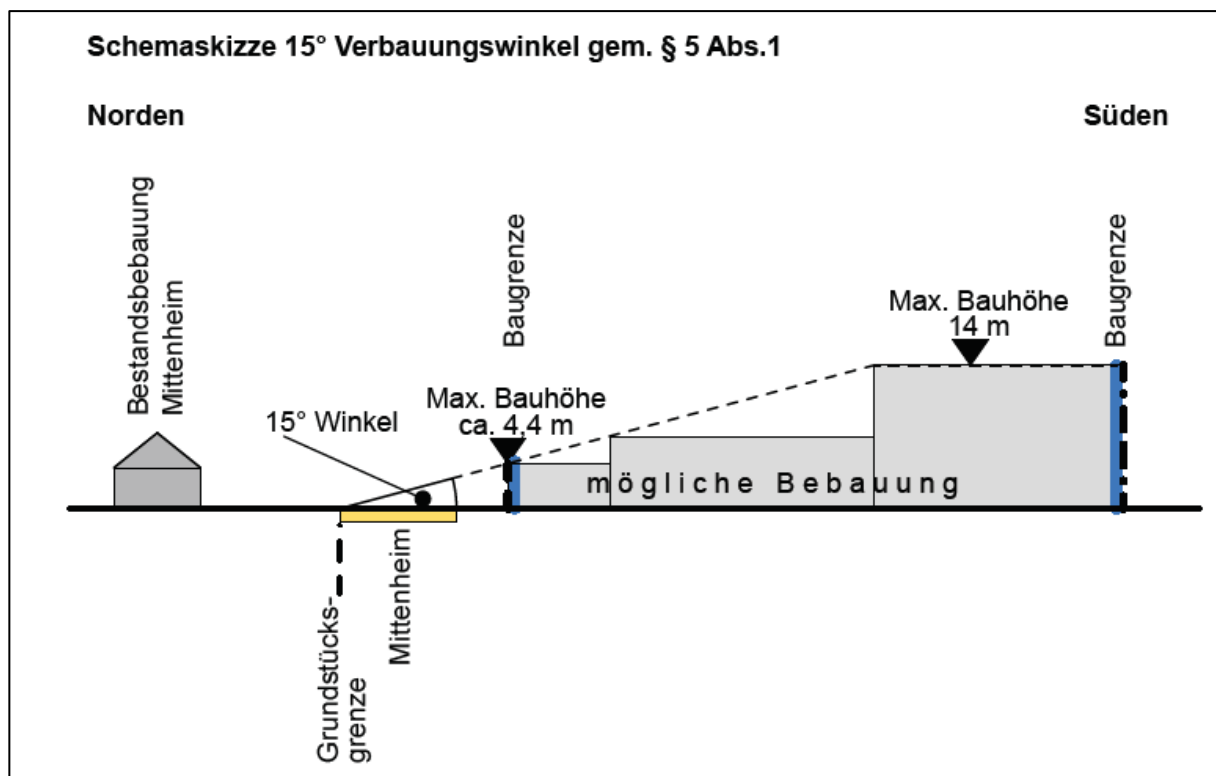 Schemaskizze 15° Verbauungswinkel gem. § 5 Abs.1
Norden
Süden
Bestandsbebauung
Mittenheim
Baugrenze
Baugrenze
Max. Bauhöhe
14 m
15° Winkel
Max. Bauhöhe
ca. 4,4 m
mögliche Bebauung
Grundstücks-
grenze
Mittenheim